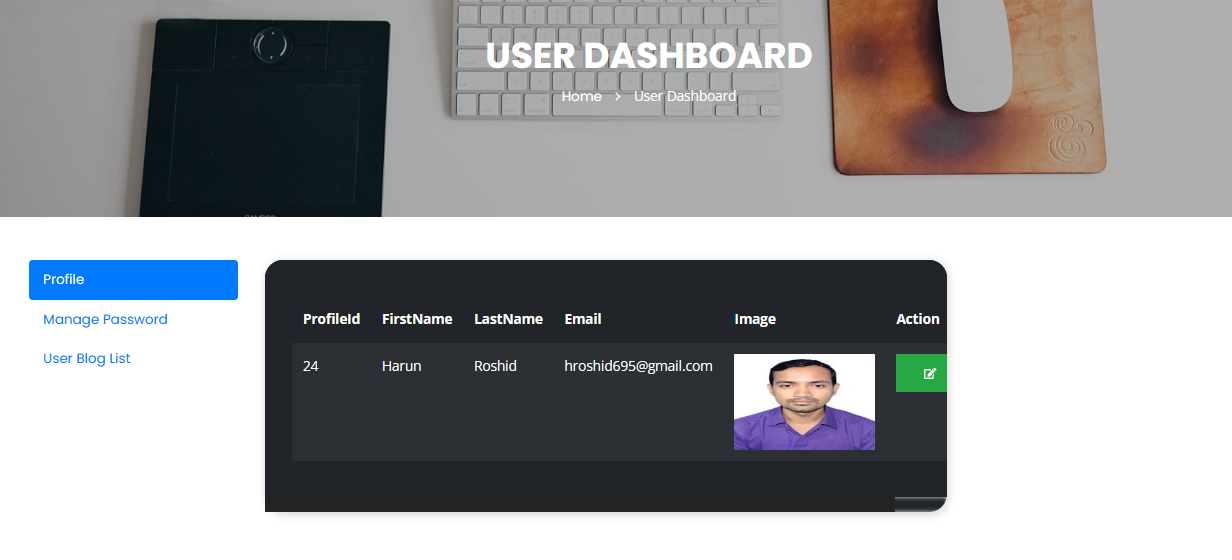 USER DASHBOARD
Home > User Dashboard
Profile
Manage Password
User Blog List
ProfileId FirstName LastName Email Image Action
24 Harun Roshid hroshid695@gmail.com